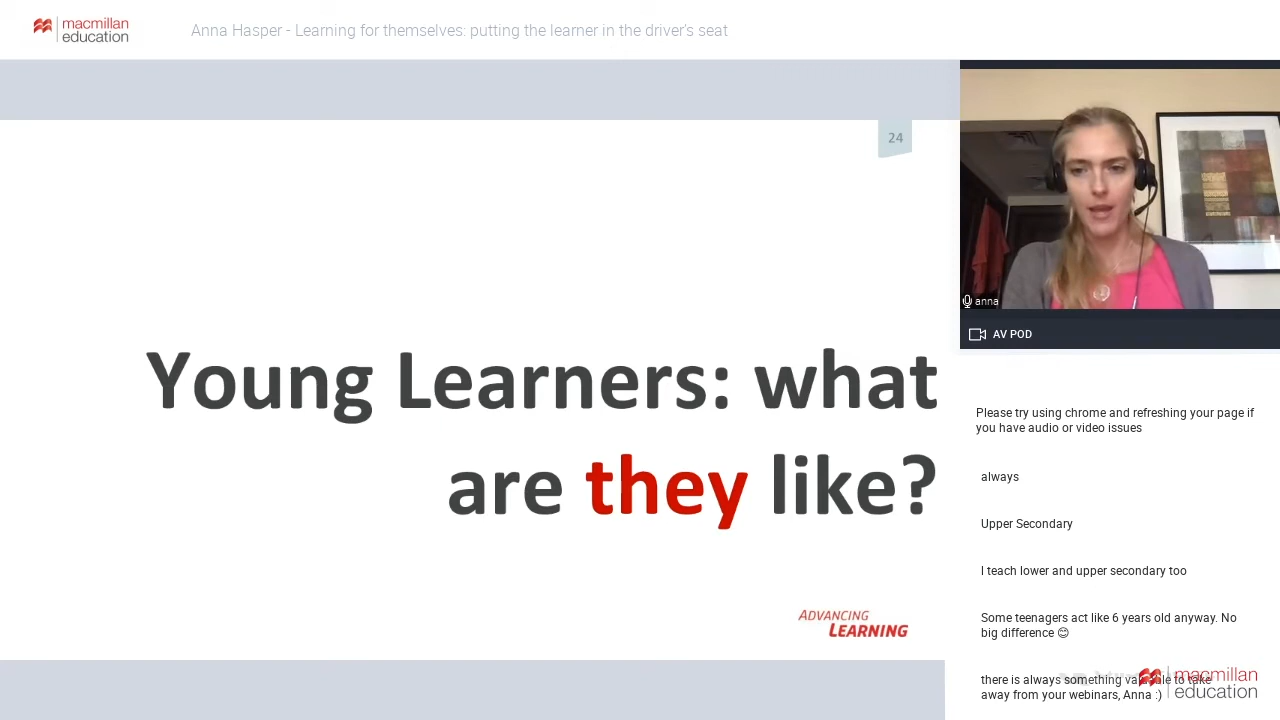 macmillan
education
Anna Hasper - Learning for themselves: putting the learner in the driver's seat
24
Young Learners: what
are they like?
ADVANCING
LEARNING
anna
AV POD
Please try using chrome and refreshing your page if
you have audio or video issues
always
Upper Secondary
I teach lower and upper secondary too
Some teenagers act like 6 years old anyway. No
big difference 😊
there is always something valuable to take
away from your webinars, Anna :)
macmillan
education